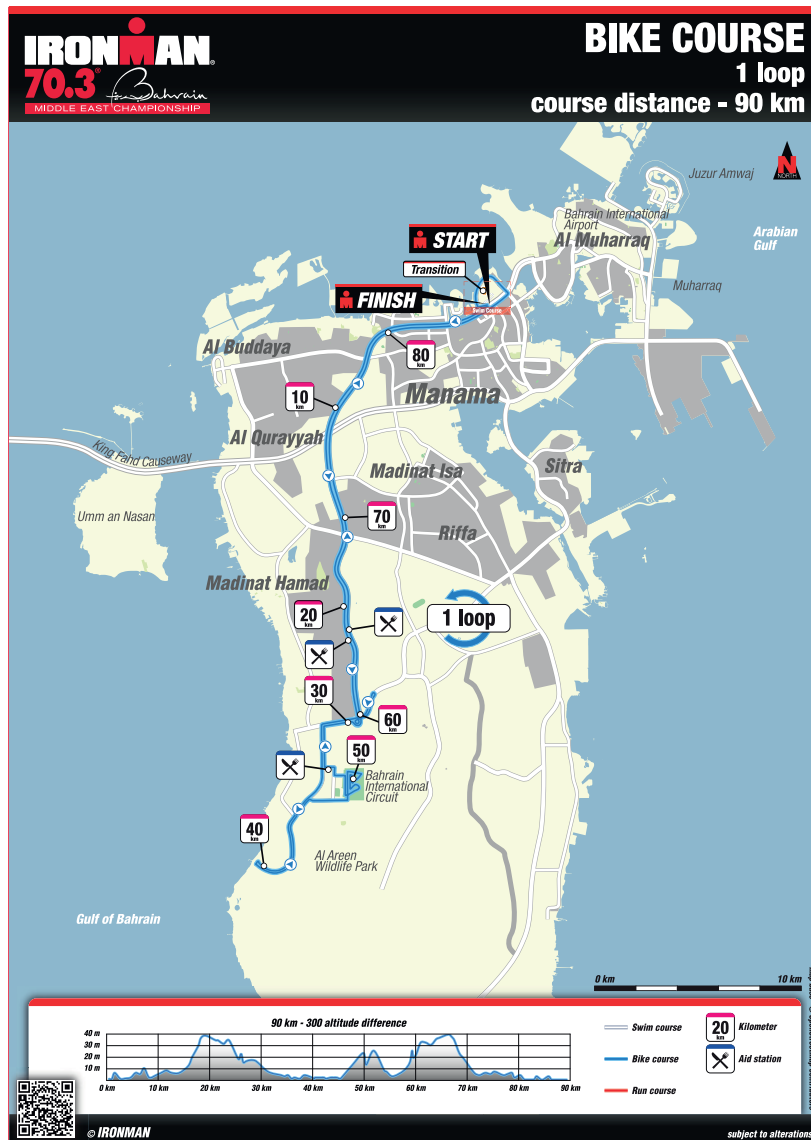 IRONMAN®
70.3® Bahrain
MIDDLE EAST CHAMPIONSHIP
BIKE COURSE
1 loop
course distance - 90 km
N
NORTH
Juzur Amwaj
Bahrain International
Airport
Al Muharraq
Arabian
Gulf
START
Transition
Muharraq
FINISH
Swim Course
Al Buddaya
80
km
Manama
10
km
Al Qurayyah
King Fahd Causeway
Madinat Isa
Sitra
Umm an Nasan
70
km
Riffa
Madinat Hamad
20
km
1 loop
30
km
60
km
50
km
Bahrain
International
Circuit
40
km
Al Areen
Wildlife Park
Gulf of Bahrain
0 km
10 km
90 km - 300 altitude difference
40 m
30 m
20 m
10 m
0 km
10 km
20 km
30 km
40 km
50 km
60 km
70 km
80 km
90 km
Swim course
20
km
Kilometer
Bike course
Aid station
Run course
© IRONMAN
subject to alterations